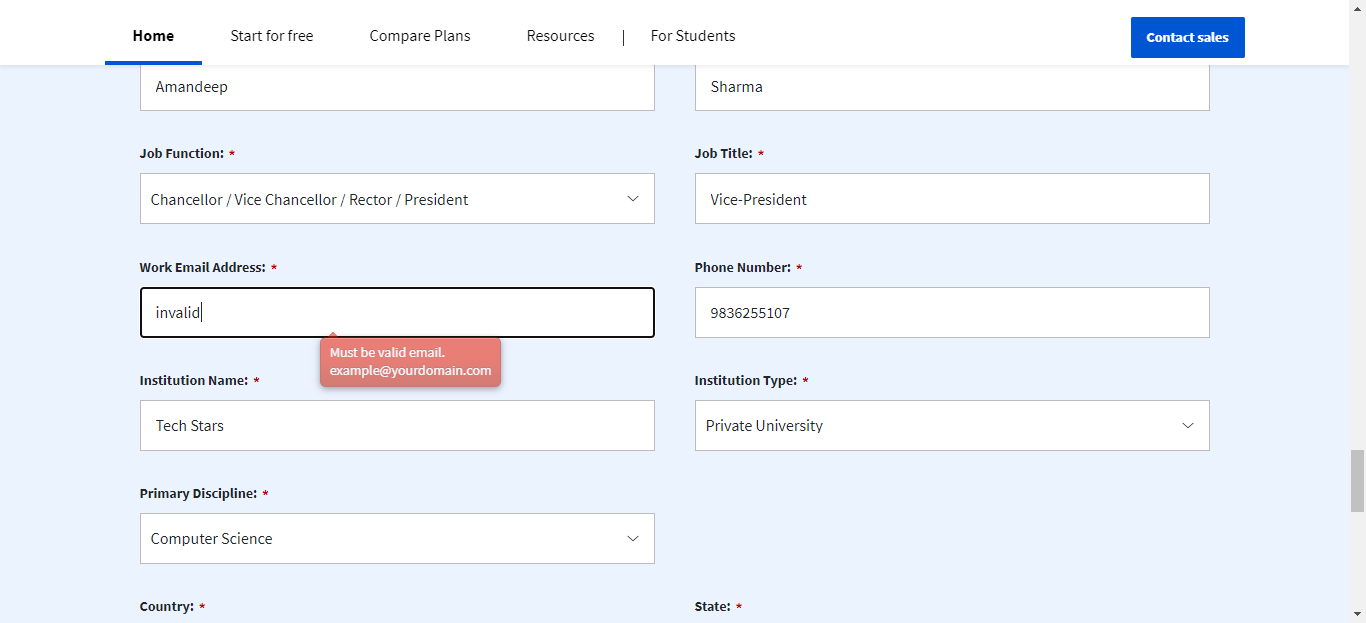 Home Start for free Compare Plans Resources | For Students Contact sales
Amandeep Sharma
Job Function: * Job Title: *
Chancellor / Vice Chancellor / Rector / President Vice-President
Work Email Address: * Phone Number: *
invalid 9836255107
Must be valid email.
example@yourdomain.com
Institution Name: * Institution Type: *
Tech Stars Private University
Primary Discipline: *
Computer Science
Country: * State: *